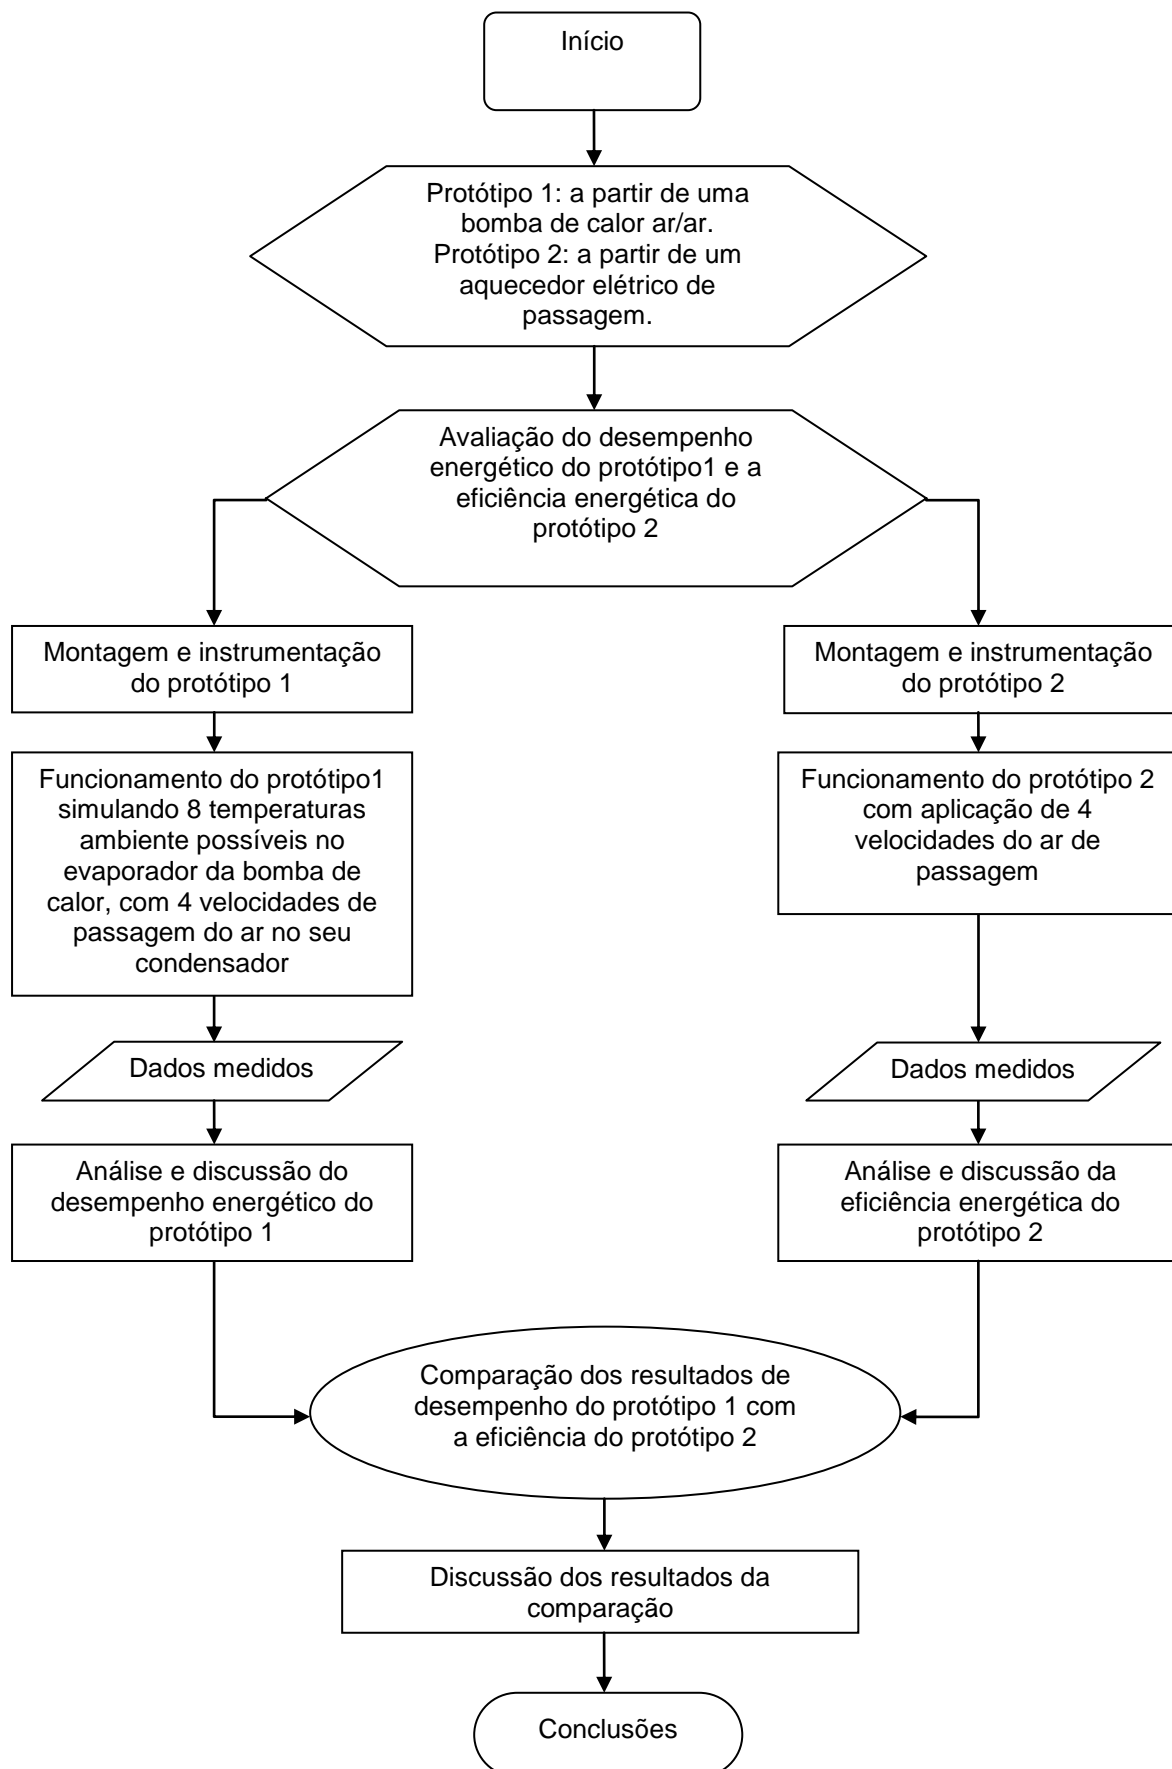 Início
Protótipo 1: a partir de uma
bomba de calor ar/ar.
Protótipo 2: a partir de um
aquecedor elétrico de
passagem.
Avaliação do desempenho
energético do protótipo1 e a
eficiência energética do
protótipo 2
Montagem e instrumentação
do protótipo 1
Montagem e instrumentação
do protótipo 2
Funcionamento do protótipo1
simulando 8 temperaturas
ambiente possíveis no
evaporador da bomba de
calor, com 4 velocidades de
passagem do ar no seu
condensador
Funcionamento do protótipo 2
com aplicação de 4
velocidades do ar de
passagem
Dados medidos
Dados medidos
Análise e discussão do
desempenho energético do
protótipo 1
Análise e discussão da
eficiência energética do
protótipo 2
Comparação dos resultados de
desempenho do protótipo 1 com
a eficiência do protótipo 2
Discussão dos resultados da
comparação
Conclusões